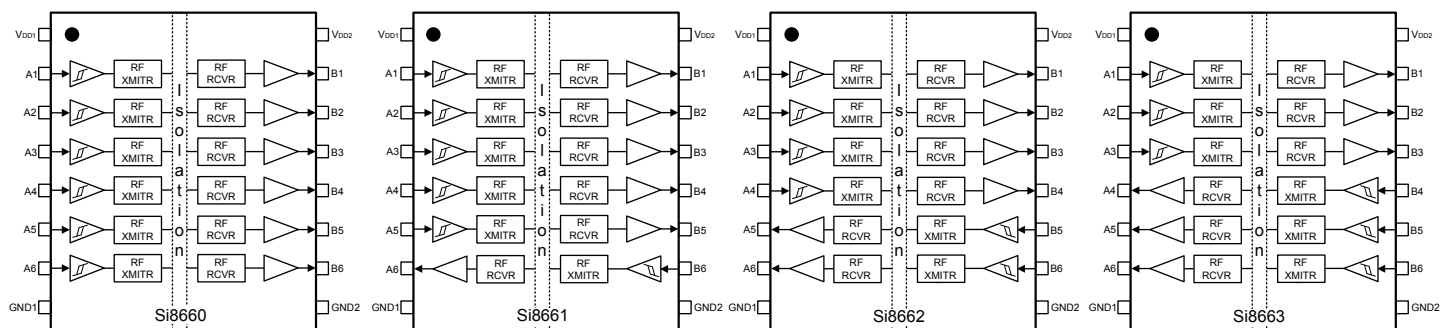 VDD1 VDD2 VDD1 VDD2 VDD1 VDD2 VDD1 VDD2
A1 RF XMITR RF RCVR B1 A1 RF XMITR RF RCVR B1 A1 RF XMITR RF RCVR B1 A1 RF XMITR RF RCVR B1
A2 RF XMITR RF RCVR B2 A2 RF XMITR RF RCVR B2 A2 RF XMITR RF RCVR B2 A2 RF XMITR RF RCVR B2
A3 RF XMITR RF RCVR B3 A3 RF XMITR RF RCVR B3 A3 RF XMITR RF RCVR B3 A3 RF XMITR RF RCVR B3
A4 RF XMITR RF RCVR B4 A4 RF XMITR RF RCVR B4 A4 RF XMITR RF RCVR B4 A4 RF RCVR RF XMITR B4
A5 RF XMITR RF RCVR B5 A5 RF XMITR RF RCVR B5 A5 RF RCVR RF XMITR B5 A5 RF RCVR RF XMITR B5
A6 RF XMITR RF RCVR B6 A6 RF RCVR RF XMITR B6 A6 RF RCVR RF XMITR B6 A6 RF RCVR RF XMITR B6
Isolation Isolation Isolation Isolation
GND1 GND2 GND1 GND2 GND1 GND2 GND1 GND2
Si8660 Si8661 Si8662 Si8663